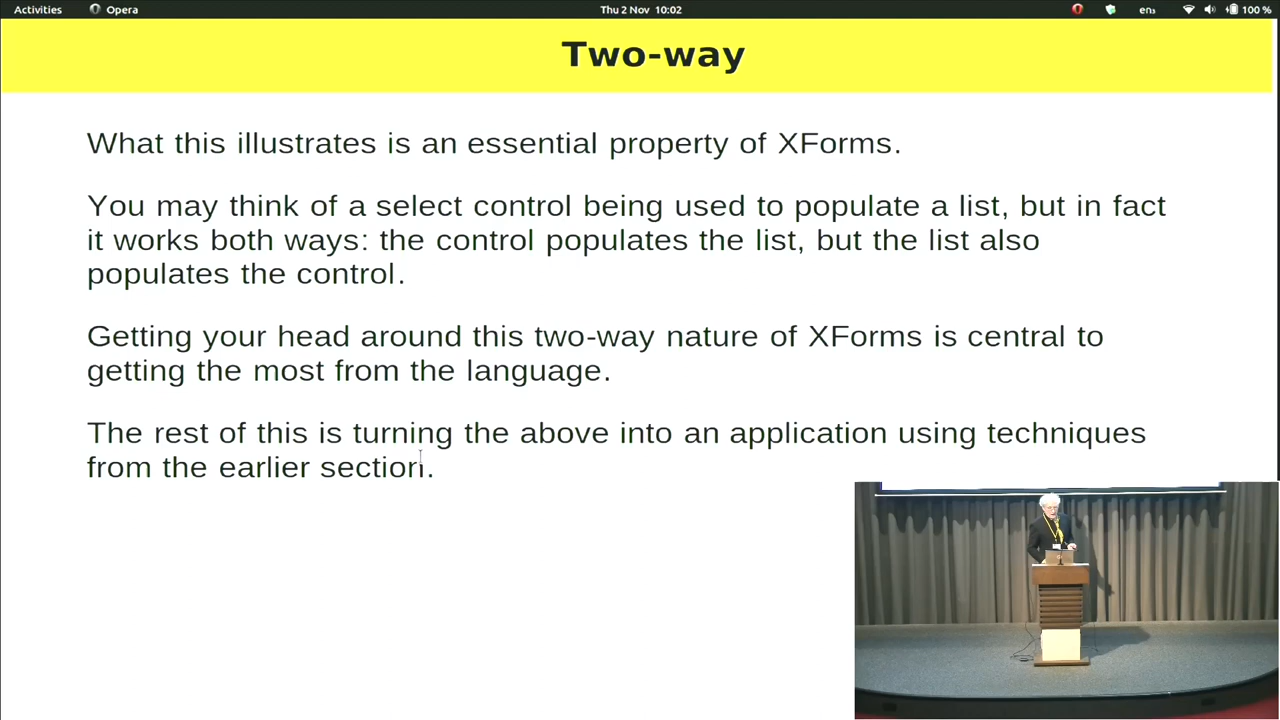 Activities Opera Thu 2 Nov 10:02 en₃ 100 %
Two-way
What this illustrates is an essential property of XForms.
You may think of a select control being used to populate a list, but in fact
it works both ways: the control populates the list, but the list also
populates the control.
Getting your head around this two-way nature of XForms is central to
getting the most from the language.
The rest of this is turning the above into an application using techniques
from the earlier section.